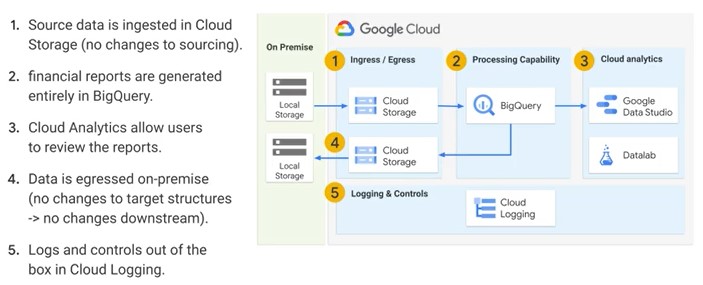 1. Source data is ingested in Cloud
Storage (no changes to sourcing).
2. financial reports are generated
entirely in BigQuery.
3. Cloud Analytics allow users
to review the reports.
4. Data is egressed on-premise
(no changes to target structures
-> no changes downstream).
5. Logs and controls out of the
box in Cloud Logging.
Google Cloud
On Premise
1 Ingress / Egress
2 Processing Capability
3 Cloud analytics
Local
Storage
Cloud
Storage
BigQuery
Google
Data Studio
4
Local
Storage
Cloud
Storage
Datalab
5 Logging & Controls
Cloud
Logging